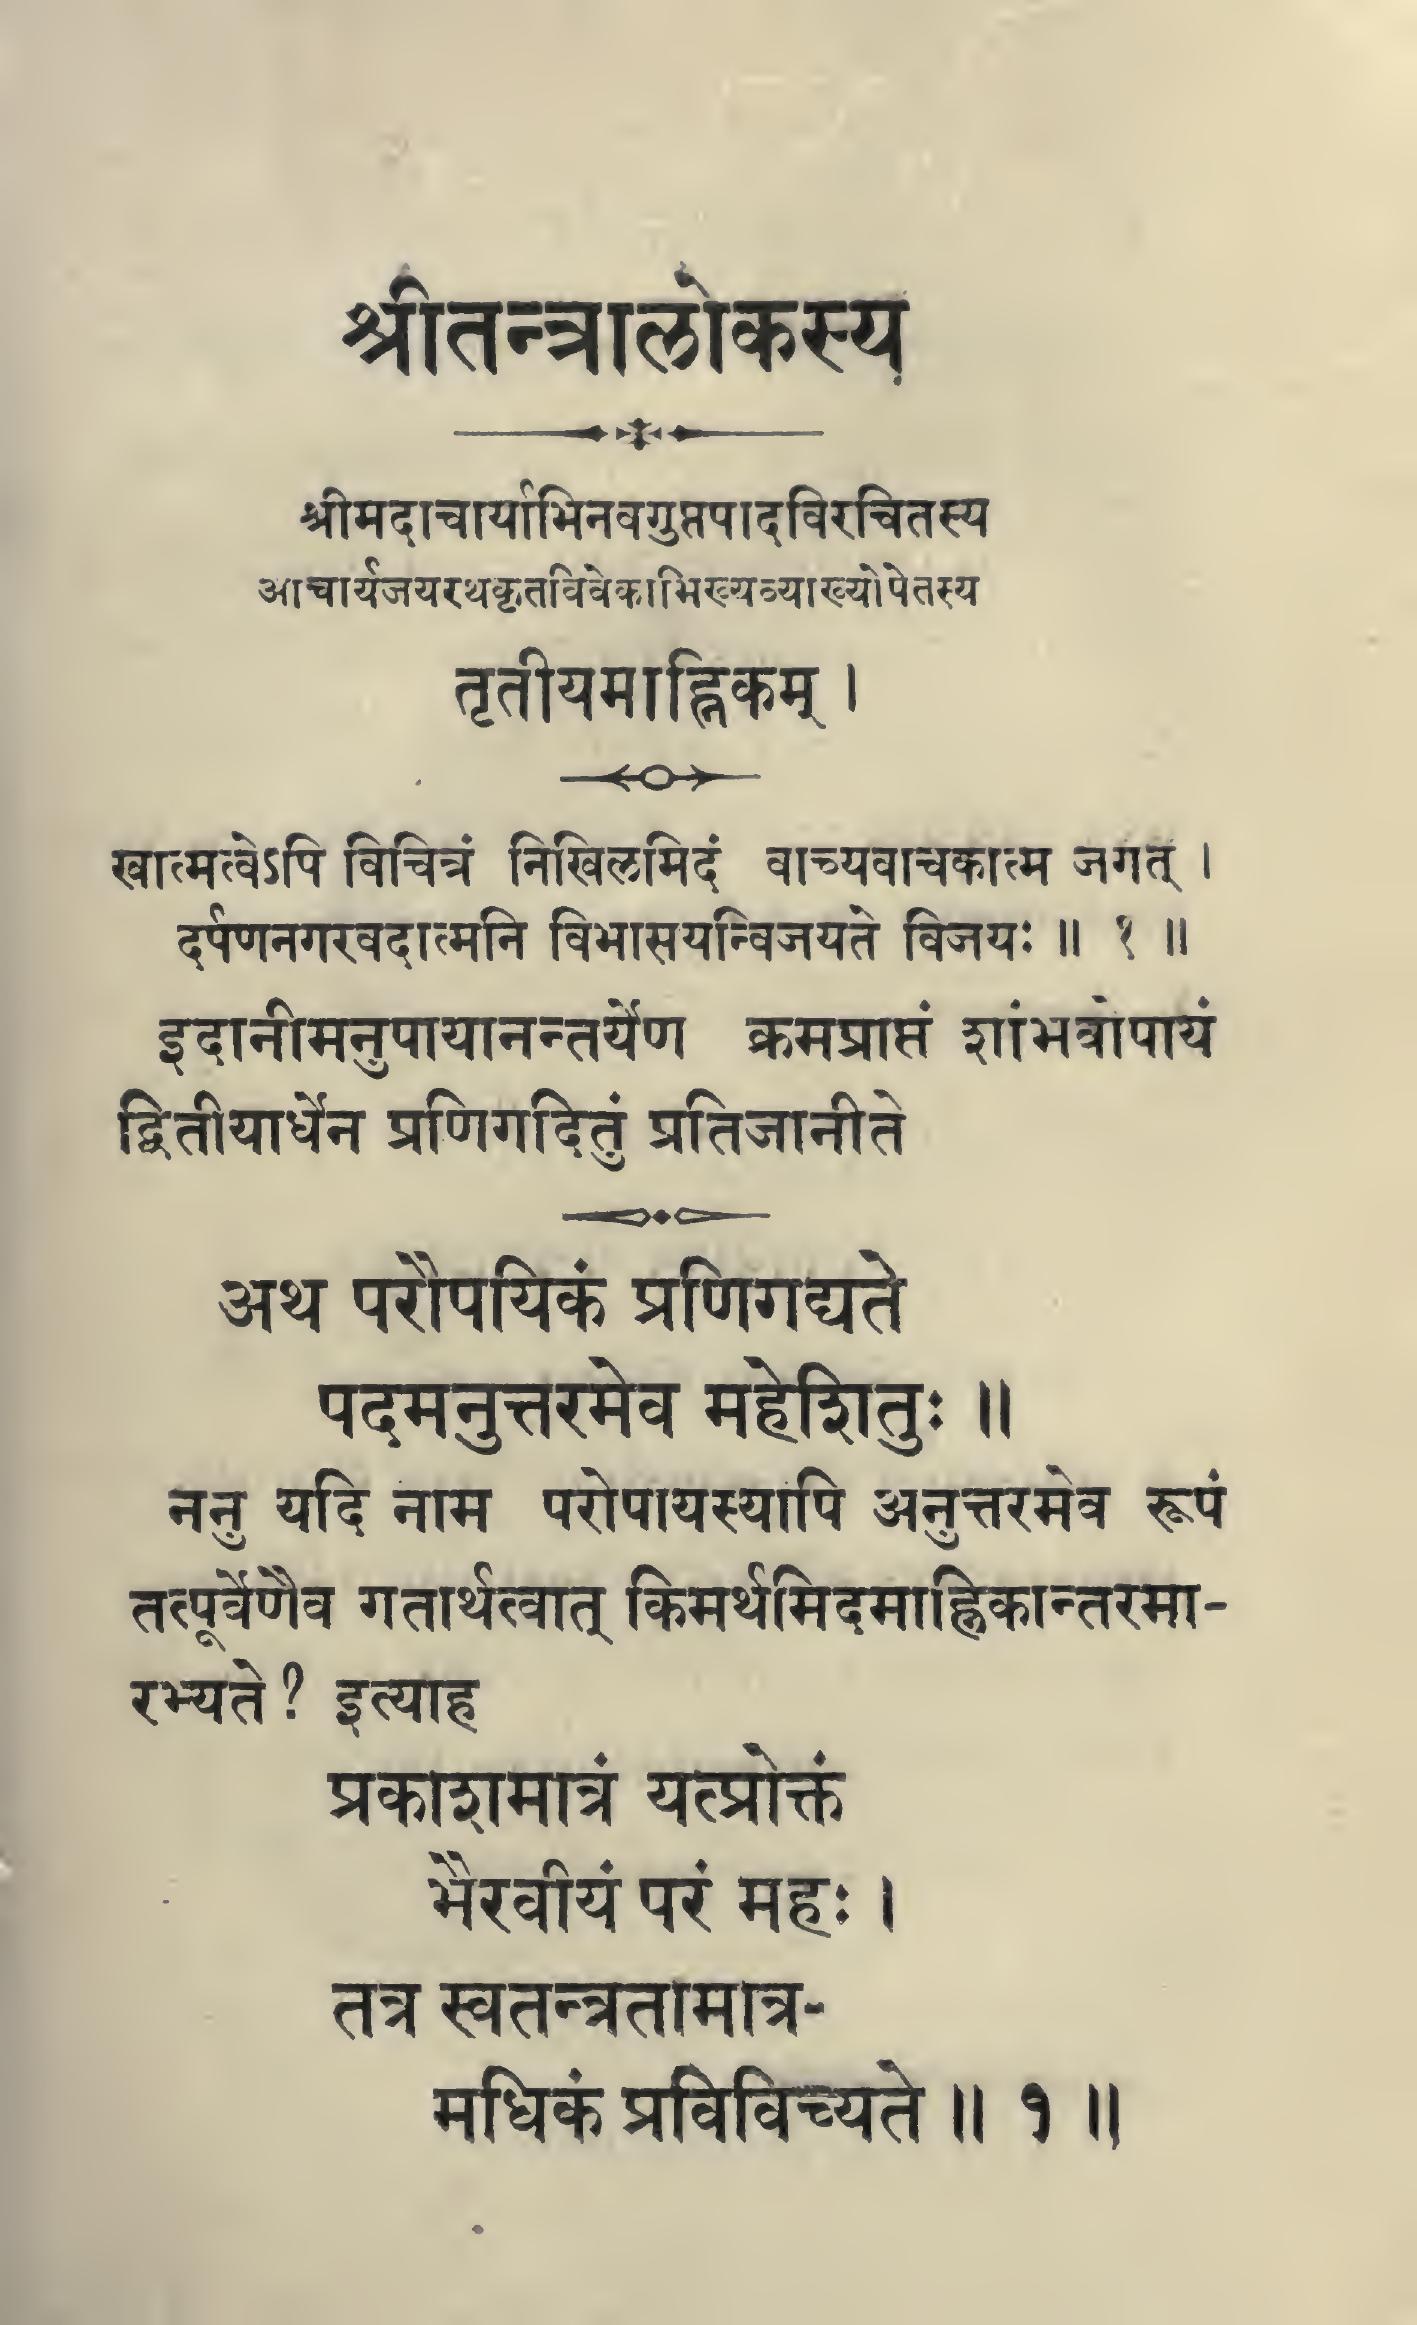 श्रीतन्त्रालोकस्य
श्रीमदाचार्याभिनवगुप्तपादविरचितस्य
आचार्यजयरथकृतविवेकाभिख्यव्याख्योपेतस्य
तृतीयमाह्निकम् ।
स्वात्मत्वेऽपि विचित्रं निखिलमिदं वाच्यवाचकात्म जगत् ।
दर्पणनगरवदात्मनि विभासयन्विजयते विजयः ॥ १ ॥
इदानीमनुपायानन्तर्येण क्रमप्राप्तं शांभवोपायं
द्वितीयार्धेन प्रणिगदितुं प्रतिजानीते
अथ परौपयिकं प्रणिगद्यते
पदमनुत्तरमेव महेशितुः ॥
ननु यदि नाम परोपायस्यापि अनुत्तरमेव रूपं
तत्पूर्वेणैव गतार्थत्वात् किमर्थमिदमाह्निकान्तरमा-
रभ्यते? इत्याह
प्रकाशमात्रं यत्प्रोक्तं
भैरवीयं परं महः ।
तत्र स्वतन्त्रतामात्र-
मधिकं प्रविविच्यते ॥ १ ॥